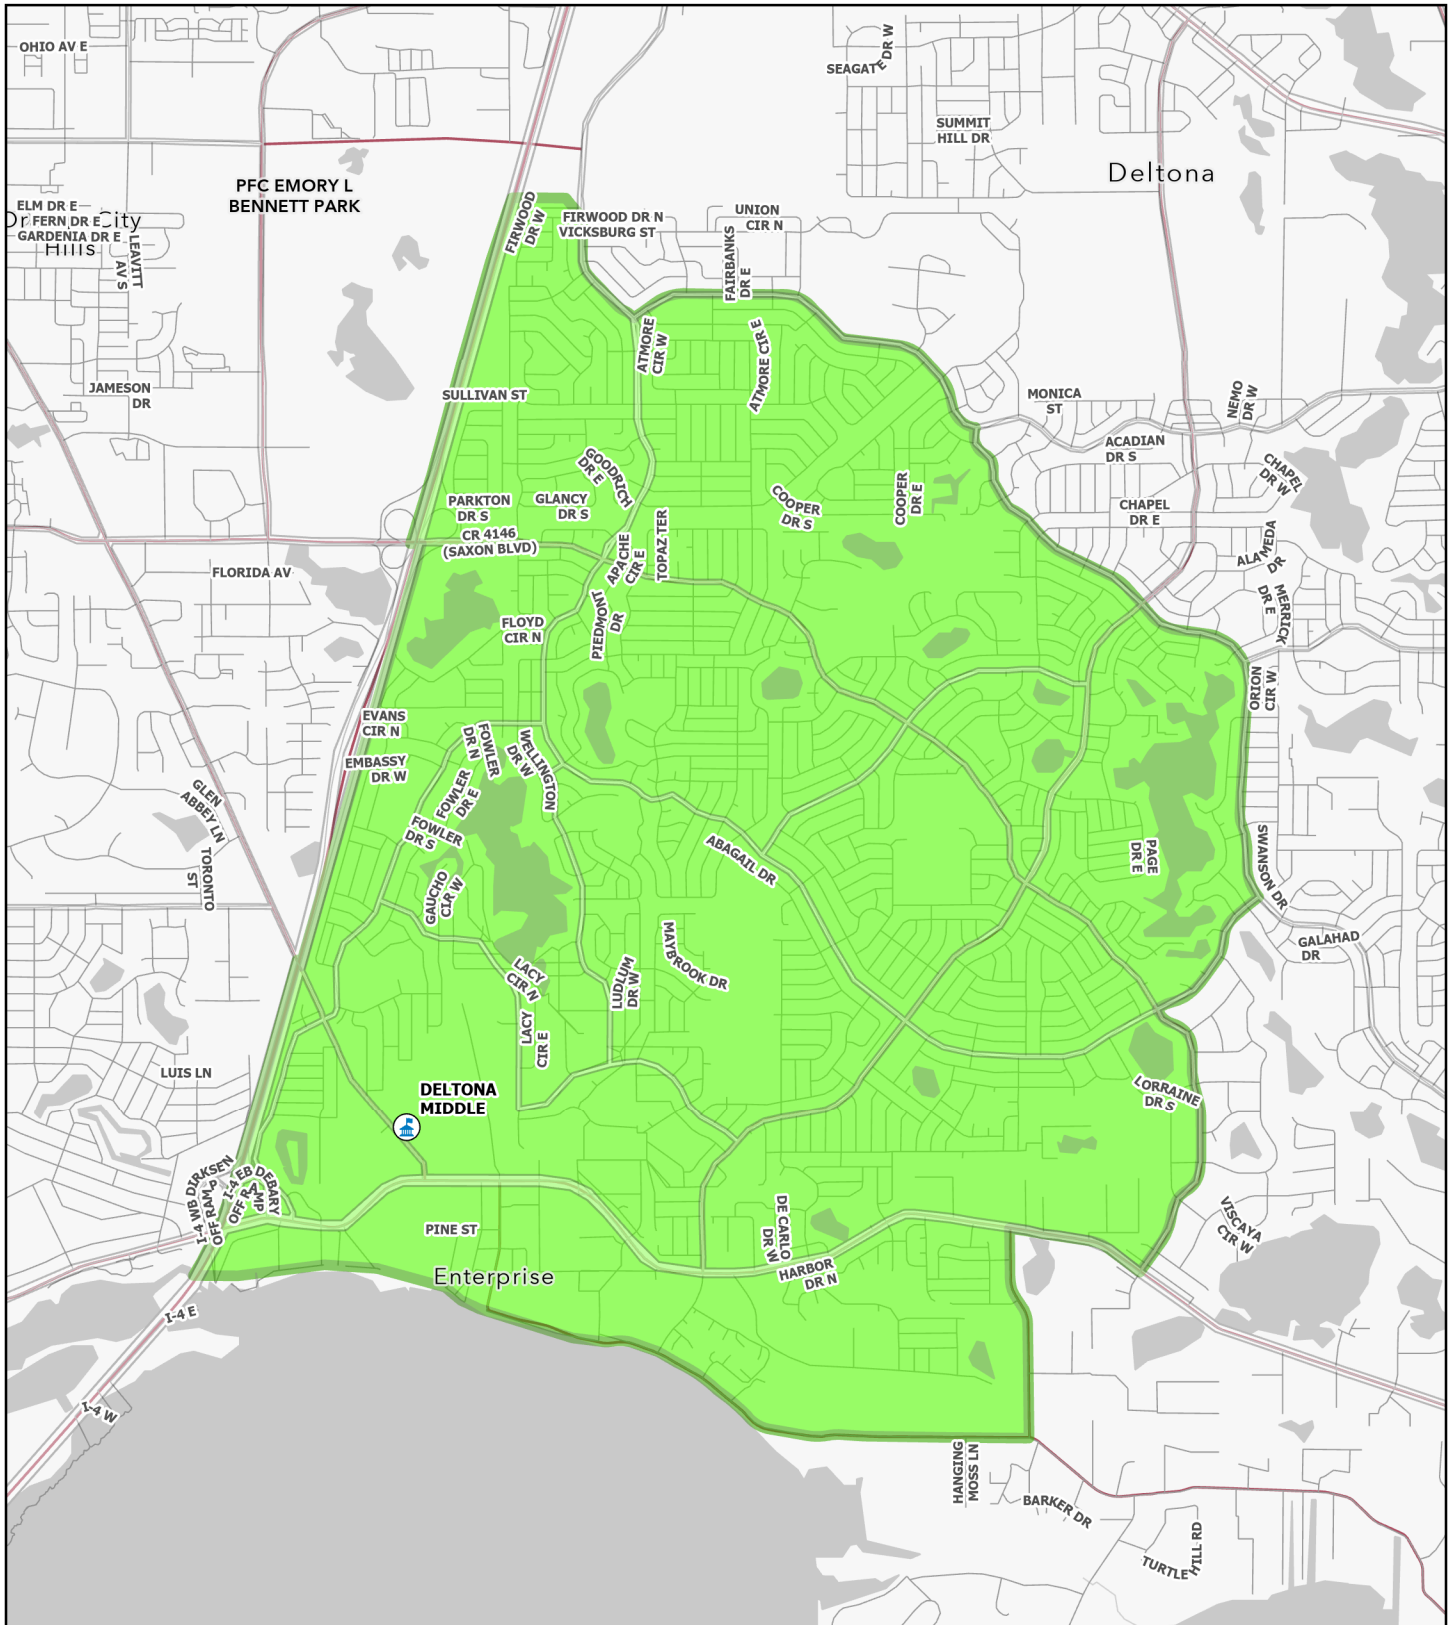 OHIO AV E
SEAGATE DR W
SUMMIT
HILL DR
Deltona
PFC EMORY L
BENNETT PARK
ELM DR E
FERN DR E
City
GARDENIA DR E
Hills
LEAVITT
AV S
FIRWOOD
DR W
FIRWOOD DR N
VICKSBURG ST
UNION
CIR N
FAIRBANKS
DR E
ATMORE
CIR W
ATMORE CIR E
JAMESON
DR
SULLIVAN ST
MONICA
ST
NEMO
DR W
ACADIAN
DR S
CHAPEL
DR W
GOODRICH
DR E
PARKTON
DR S
GLANCY
DR S
COOPER
DR S
COOPER
DR E
CHAPEL
DR E
CR 4146
(SAXON BLVD)
APACHE
CIR E
TOPAZ TER
ALAMEDA
DR
FLORIDA AV
MERRICK
DR E
FLOYD
CIR N
PIEDMONT
DR
ORION
CIR W
EVANS
CIR N
EMBASSY
DR W
FOWLER
DR N
WELLINGTON
DR W
FOWLER
DR E
FOWLER
DR S
GLEN
ABBEY LN
TORONTO
ST
GAUCHO
CIR W
ABAGAIL DR
PAGE
DR E
SWANSON DR
GALAHAD
DR
MAYBROOK DR
LACY
CIR N
LUDLUM
DR W
LACY
CIR E
LUIS LN
DELTONA
MIDDLE
LORRAINE
DR S
I-4 WB DIRKSEN
OFF RAMP
I-4 EB DEBARY
OFF RAMP
PINE ST
DE CARLO
DR W
HARBOR
DR N
VISCAYA
CIR W
Enterprise
I-4 E
I-4 W
HANGING
MOSS LN
BARKER DR
TURTLE HILL RD